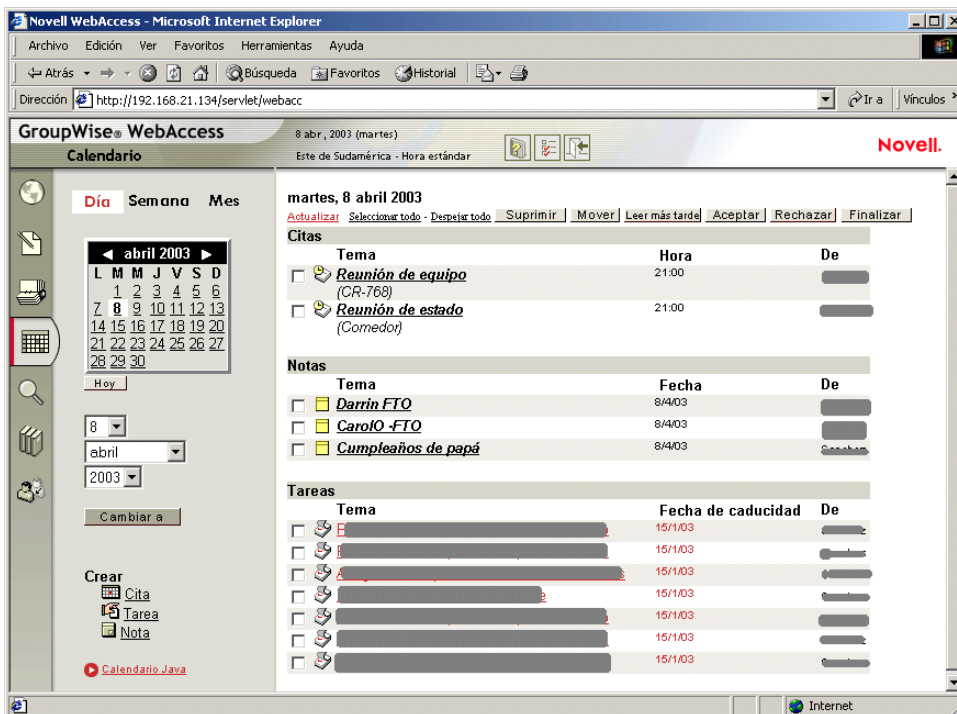 Novell WebAccess - Microsoft Internet Explorer
Archivo Edición Ver Favoritos Herramientas Ayuda
Atrás Búsqueda Favoritos Historial
Dirección http://192.168.21.134/servlet/webacc Ir a Vínculos
GroupWise® WebAccess 8 abr, 2003 (martes) Novell.
Calendario Este de Sudamérica - Hora estándar
Día Semana Mes
abril 2003
L M M J V S D
1 2 3 4 5 6
7 8 9 10 11 12 13
14 15 16 17 18 19 20
21 22 23 24 25 26 27
28 29 30
Hoy
8
abril
2003
Cambiar a
Crear
Cita
Tarea
Nota
Calendario Java
martes, 8 abril 2003
Actualizar Seleccionar todo - Despejar todo Suprimir Mover Leer más tarde Aceptar Rechazar Finalizar
Citas
Tema Hora De
Reunión de equipo 21:00
(CR-768)
Reunión de estado 21:00
(Comedor)
Notas
Tema Fecha De
Darrin FTO 8/4/03
CarolO -FTO 8/4/03
Cumpleaños de papá 8/4/03
Tareas
Tema Fecha de caducidad De
15/1/03
15/1/03
15/1/03
15/1/03
15/1/03
15/1/03
15/1/03
Internet